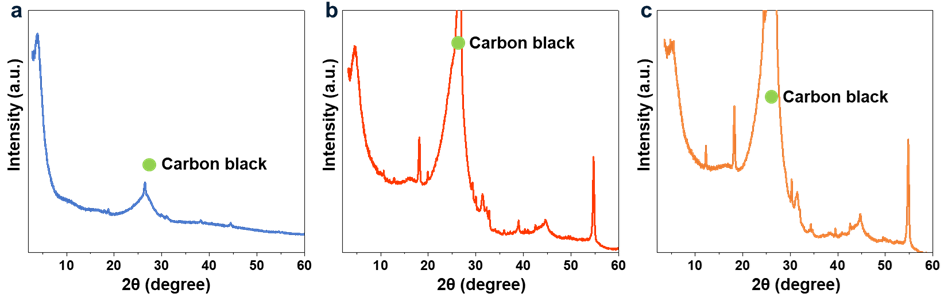 a
Intensity (a.u.)
Carbon black
10 20 30 40 50 60
2θ (degree)
b
Intensity (a.u.)
Carbon black
10 20 30 40 50 60
2θ (degree)
c
Intensity (a.u.)
Carbon black
10 20 30 40 50 60
2θ (degree)